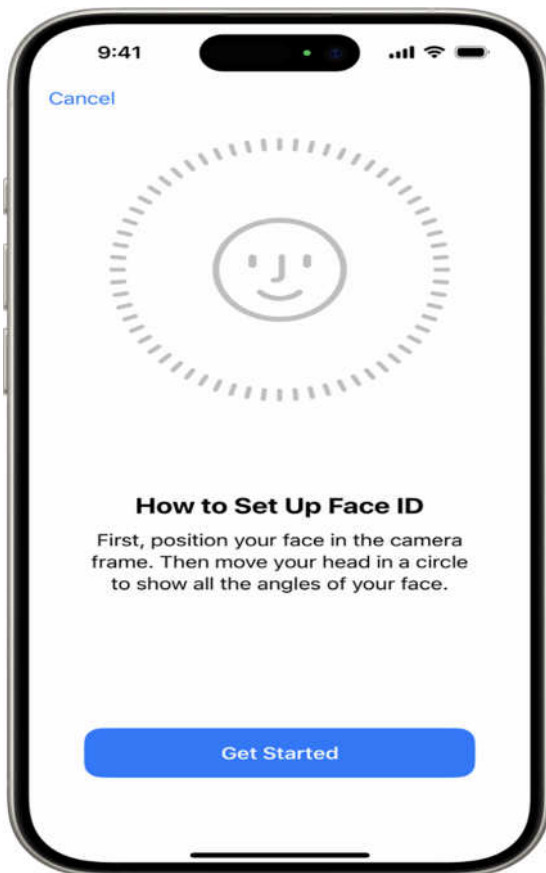 9:41
Cancel
How to Set Up Face ID
First, position your face in the camera
frame. Then move your head in a circle
to show all the angles of your face.
Get Started